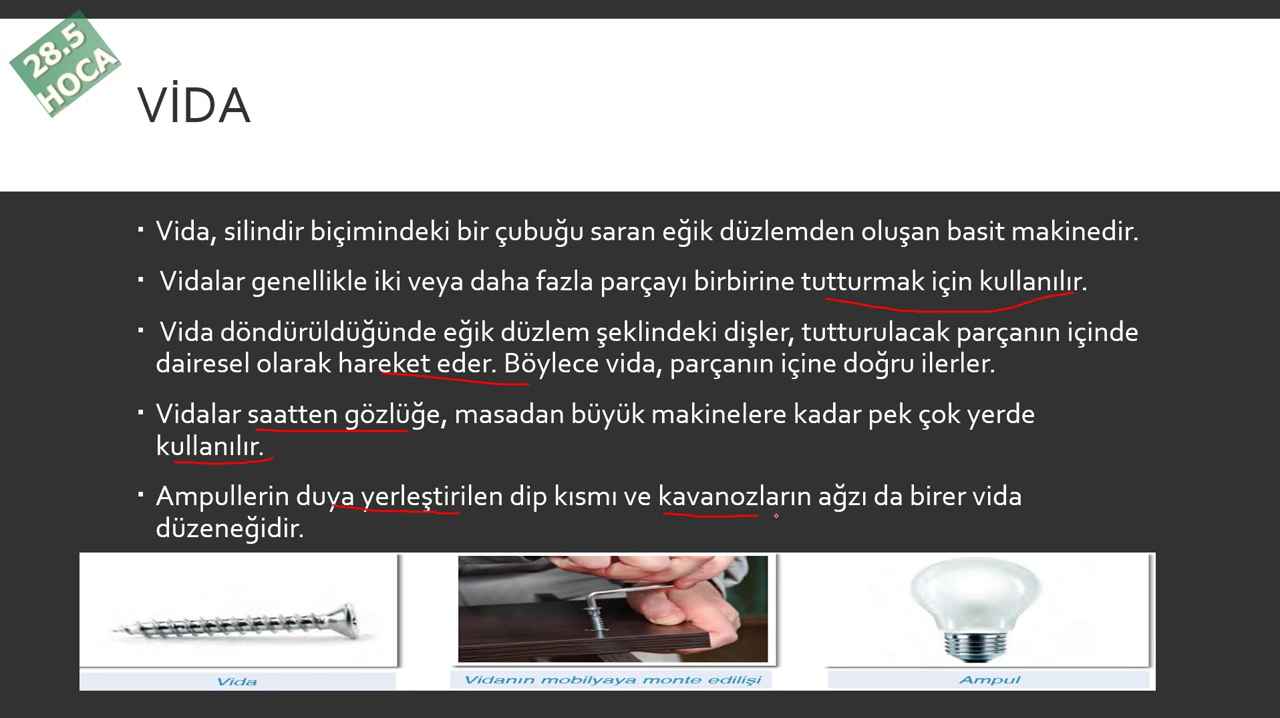 28.5
HOCA
VİDA
▪ Vida, silindir biçimindeki bir çubuğu saran eğik düzlemden oluşan basit makinedir.
▪ Vidalar genellikle iki veya daha fazla parçayı birbirine tutturmak için kullanılır.
▪ Vida döndürüldüğünde eğik düzlem şeklindeki dişler, tutturulacak parçanın içinde
dairesel olarak hareket eder. Böylece vida, parçanın içine doğru ilerler.
▪ Vidalar saatten gözlüğe, masadan büyük makinelere kadar pek çok yerde
kullanılır.
▪ Ampullerin duya yerleştirilen dip kısmı ve kavanozların ağzı da birer vida
düzeneğidir.
Vida
Vidanın mobilyaya monte edilişi
Ampul